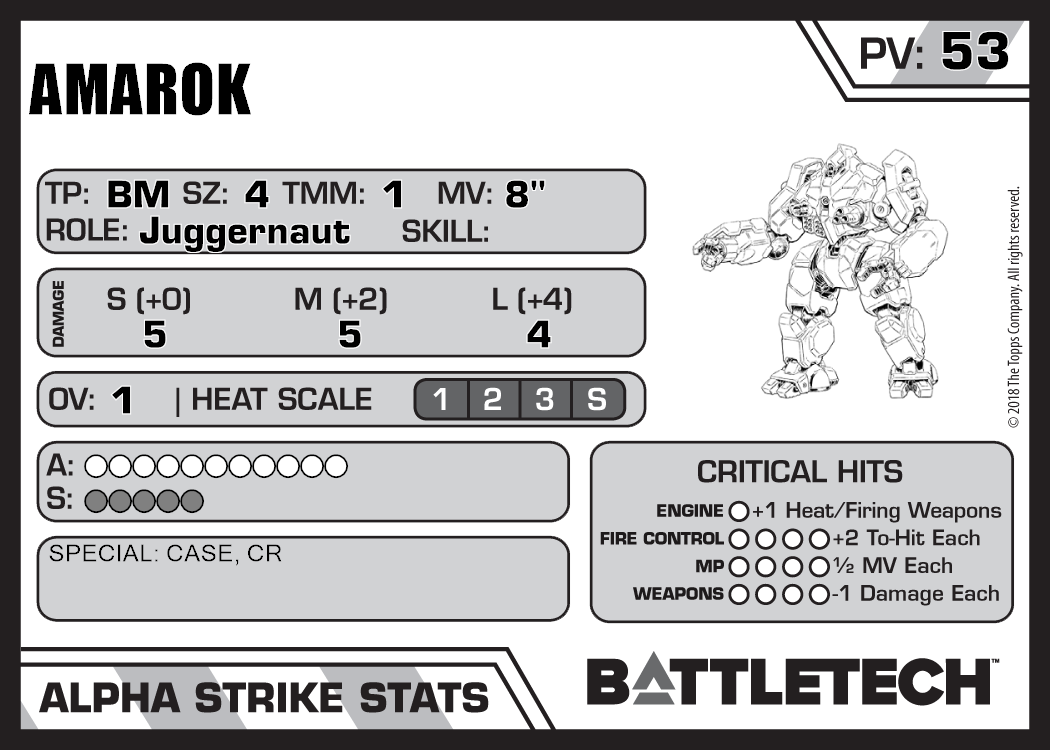 PV: 53
AMAROK
TP: BM SZ: 4 TMM: 1 MV: 8"
ROLE: Juggernaut SKILL:
DAMAGE
S (+0) M (+2) L (+4)
5 5 4
OV: 1 | HEAT SCALE 1 2 3 S
A:
S:
SPECIAL: CASE, CR
© 2018 The Topps Company. All rights reserved.
CRITICAL HITS
ENGINE +1 Heat/Firing Weapons
FIRE CONTROL +2 To-Hit Each
MP ½ MV Each
WEAPONS -1 Damage Each
ALPHA STRIKE STATS
BATTLETECH™